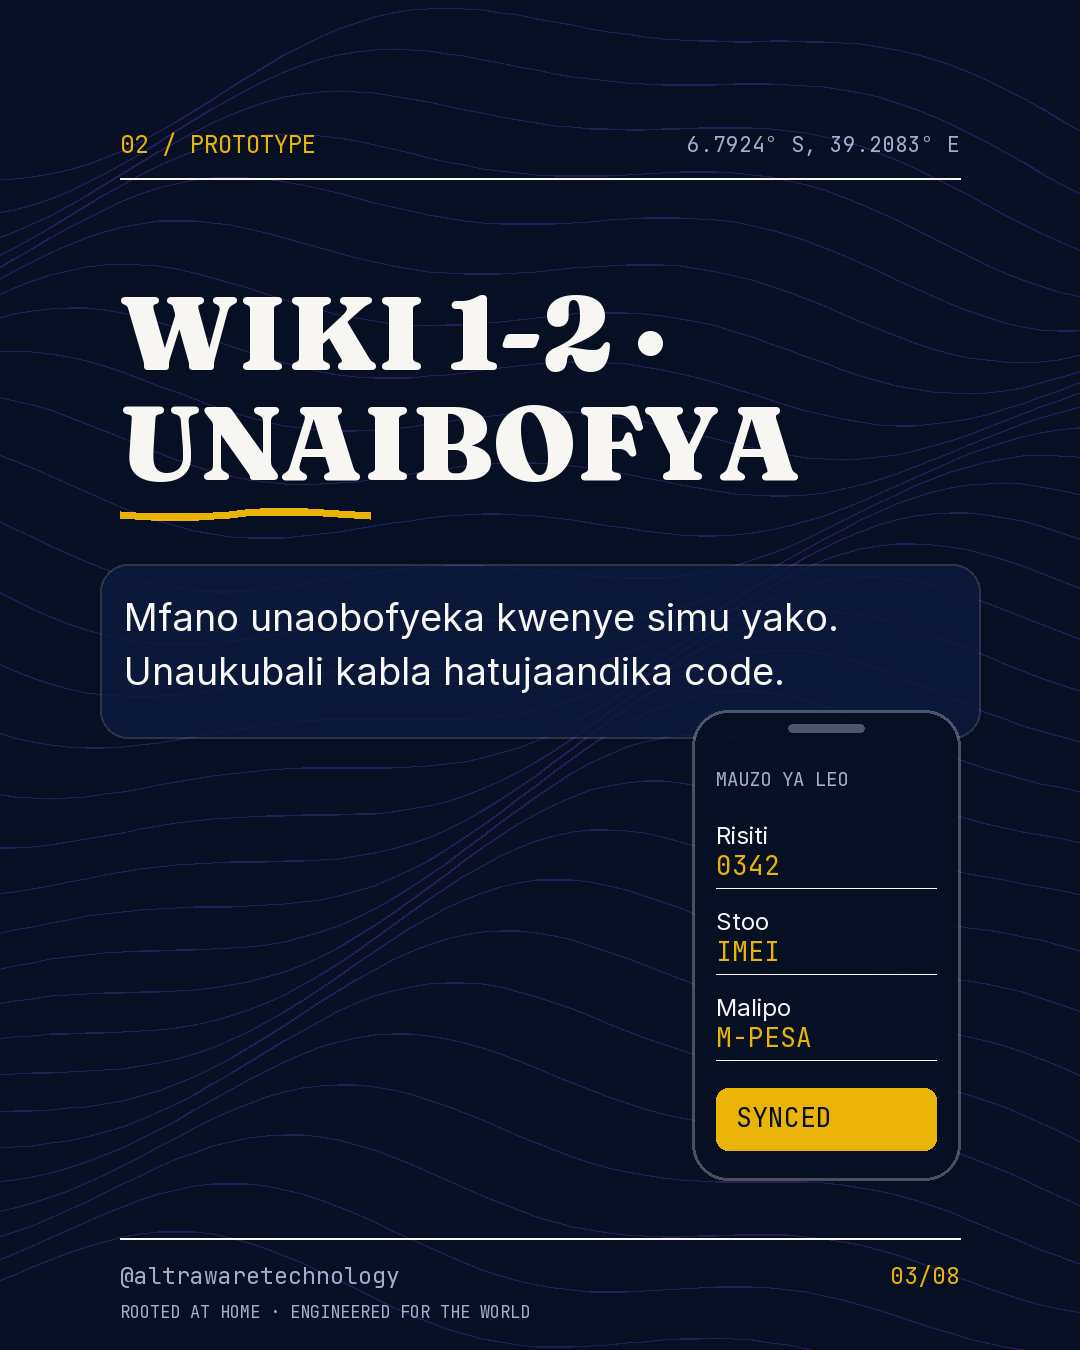 02 / PROTOTYPE
6.7924° S, 39.2083° E
WIKI 1-2 •
UNAIBOFYA
Mfano unaobofyeka kwenye simu yako.
Unaukubali kabla hatujaandika code.
MAUZO YA LEO
Risiti
0342
Stoo
IMEI
Malipo
M-PESA
SYNCED
@altrawaretechnology
03/08
ROOTED AT HOME · ENGINEERED FOR THE WORLD